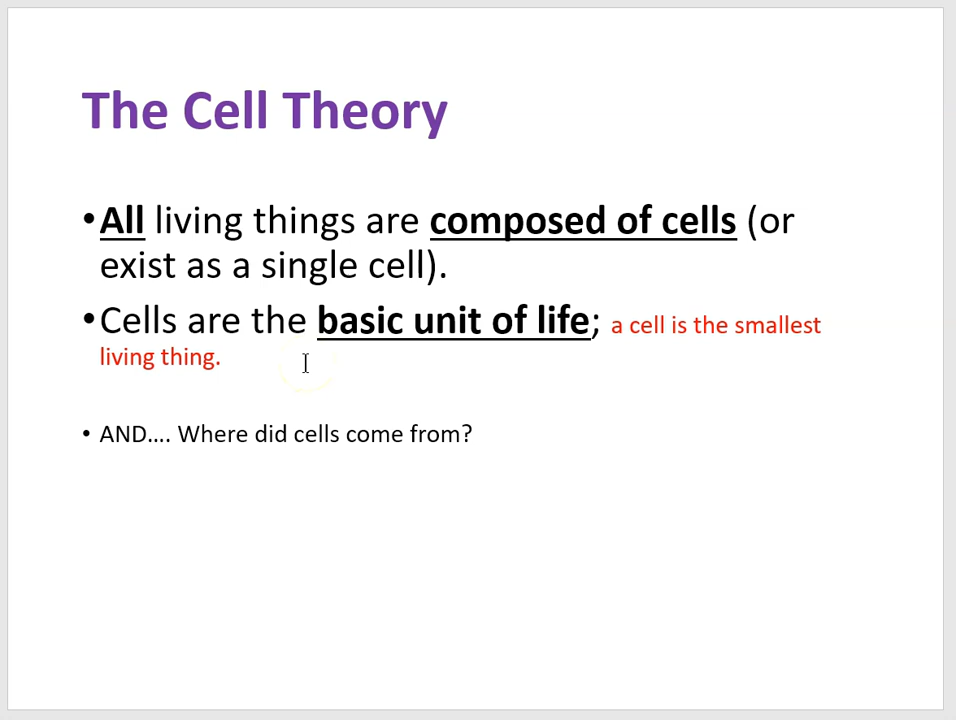 The Cell Theory
•All living things are composed of cells (or
exist as a single cell).
•Cells are the basic unit of life; a cell is the smallest
living thing.
• AND.... Where did cells come from?